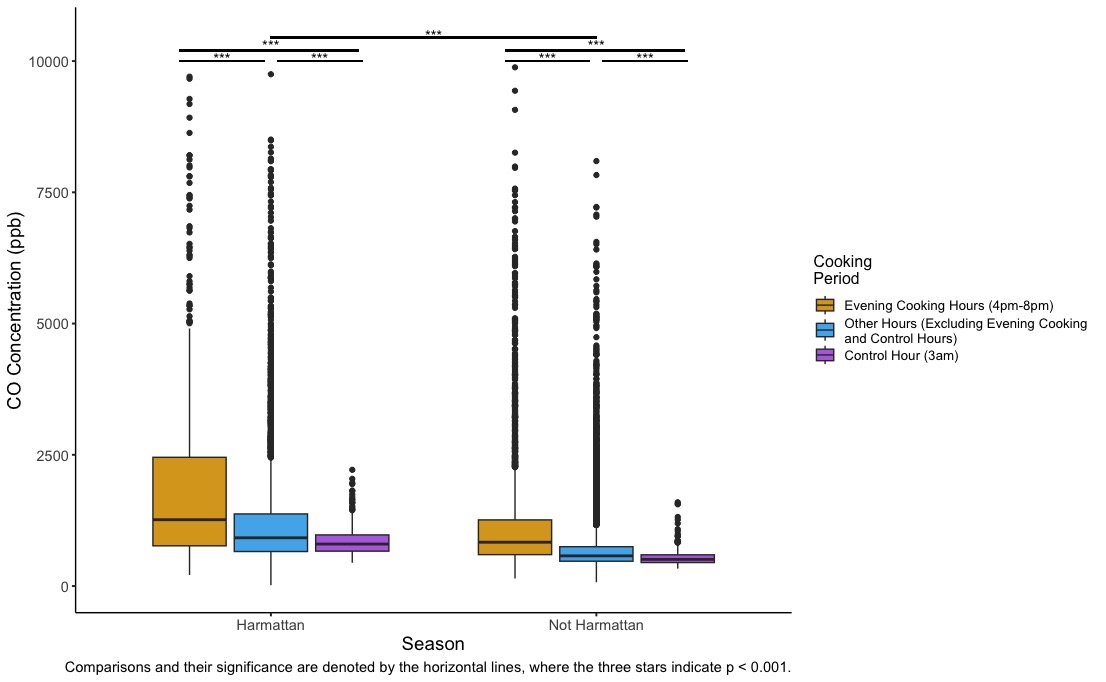 ***
*** ***
*** *** *** ***
10000
7500
5000
2500
0
CO Concentration (ppb)
Harmattan Not Harmattan
Season
Cooking
Period
Evening Cooking Hours (4pm-8pm)
Other Hours (Excluding Evening Cooking
and Control Hours)
Control Hour (3am)
Comparisons and their significance are denoted by the horizontal lines, where the three stars indicate p < 0.001.